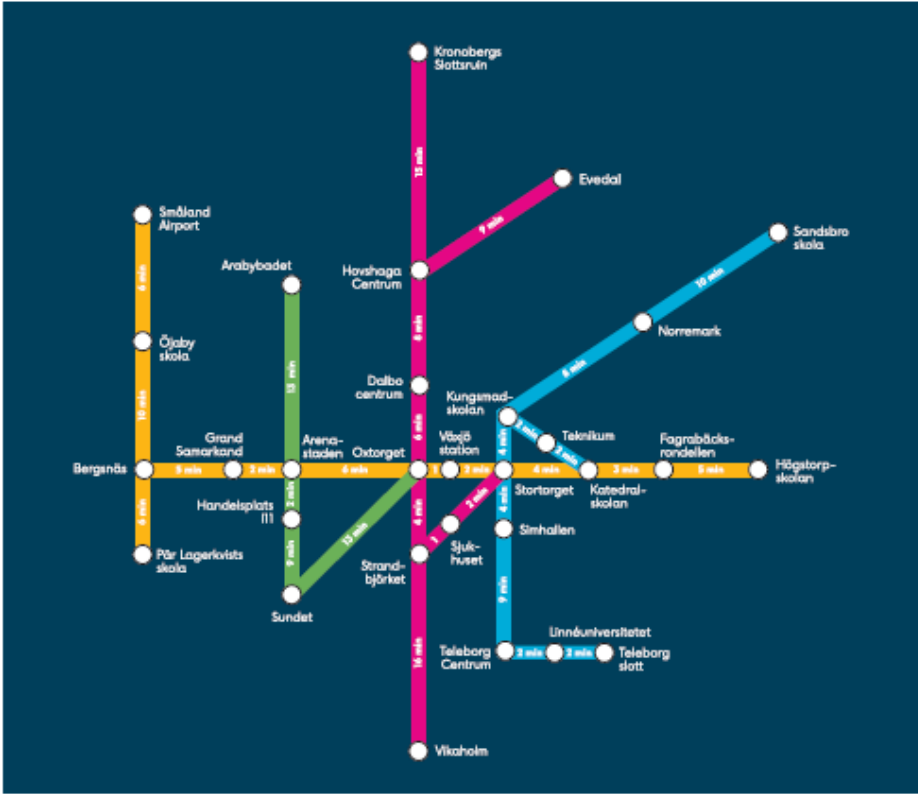 Kronobergs
Slottsruin
15 min
Evedal
9 min
Småland
Airport
Sandsbro
skola
Arabybadet
Hovshaga
Centrum
10 min
6 min
Norremark
Öjaby
skola
8 min
Dalbo
centrum
Kungsmad-
skolan
10 min
6 min
2 min
Teknikum
2 min
4 min
Grand
Samarkand
Arena-
staden
Oxtorget
Växjö
station
Fagrabäcks-
rondellen
Bergsnäs
5 min
2 min
6 min
1
2 min
4 min
3 min
5 min
Högstorp-
skolan
Stortorget
Katedral-
skolan
6 min
2 min
Handelsplats
I11
4 min
2 min
4 min
Simhallen
1
Sjuk-
huset
Pär Lagerkvists
skola
9 min
Strand-
björket
Sundet
9 min
Linnéuniversitetet
Teleborg
Centrum
2 min
2 min
Teleborg
slott
16 min
Vikaholm